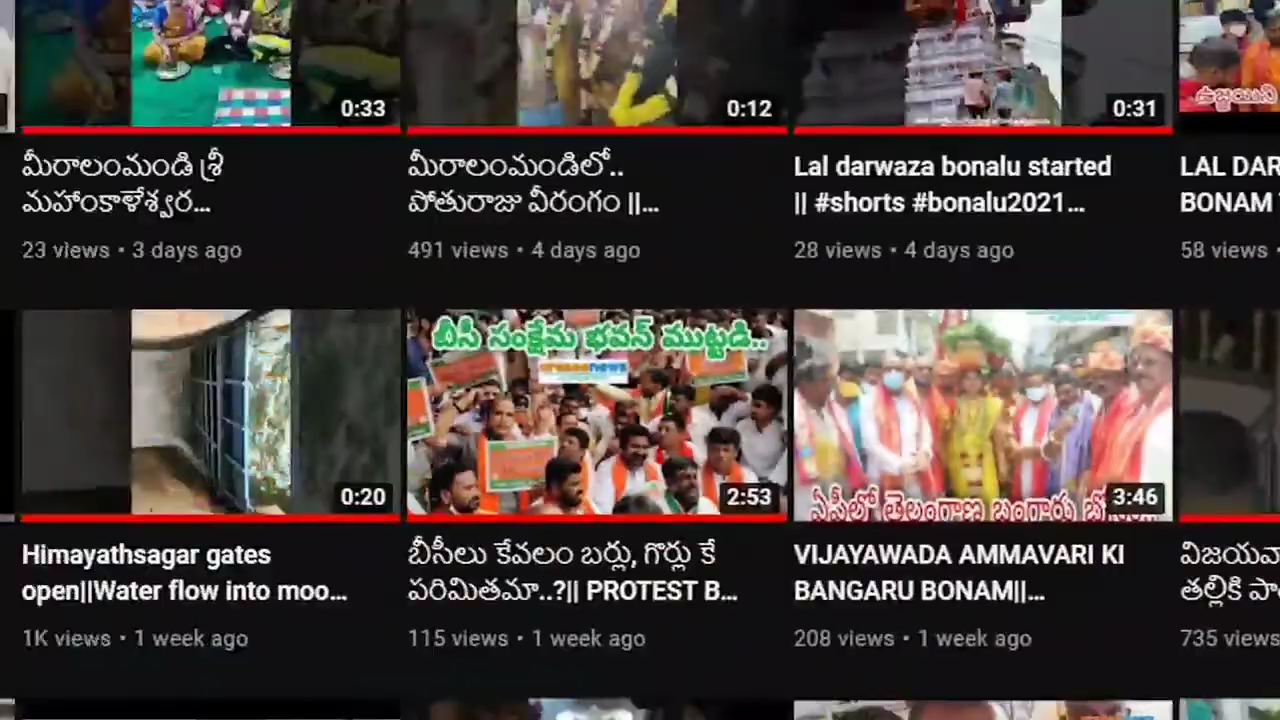 0:33
0:12
0:31
ఉజ్జయిని
మీరాలంమండి శ్రీ
మహాంకాళేశ్వర...
మీరాలంమండిలో..
పోతురాజు వీరంగం ||...
Lal darwaza bonalu started
|| #shorts #bonalu2021...
LAL DAR
BONAM
23 views • 3 days ago
491 views • 4 days ago
28 views • 4 days ago
58 views •
బీసీ సంక్షేమ భవన్ ముట్టడి..
news
0:20
2:53
ఏపీలో తెలంగాణ బంగారు
3:46
Himayathsagar gates
open||Water flow into moo...
బీసీలు కేవలం బర్లు, గొర్లు కే
పరిమితమా..?|| PROTEST B...
VIJAYAWADA AMMAVARI KI
BANGARU BONAM||...
విజయవా
తల్లికి పా
1K views • 1 week ago
115 views • 1 week ago
208 views • 1 week ago
735 views